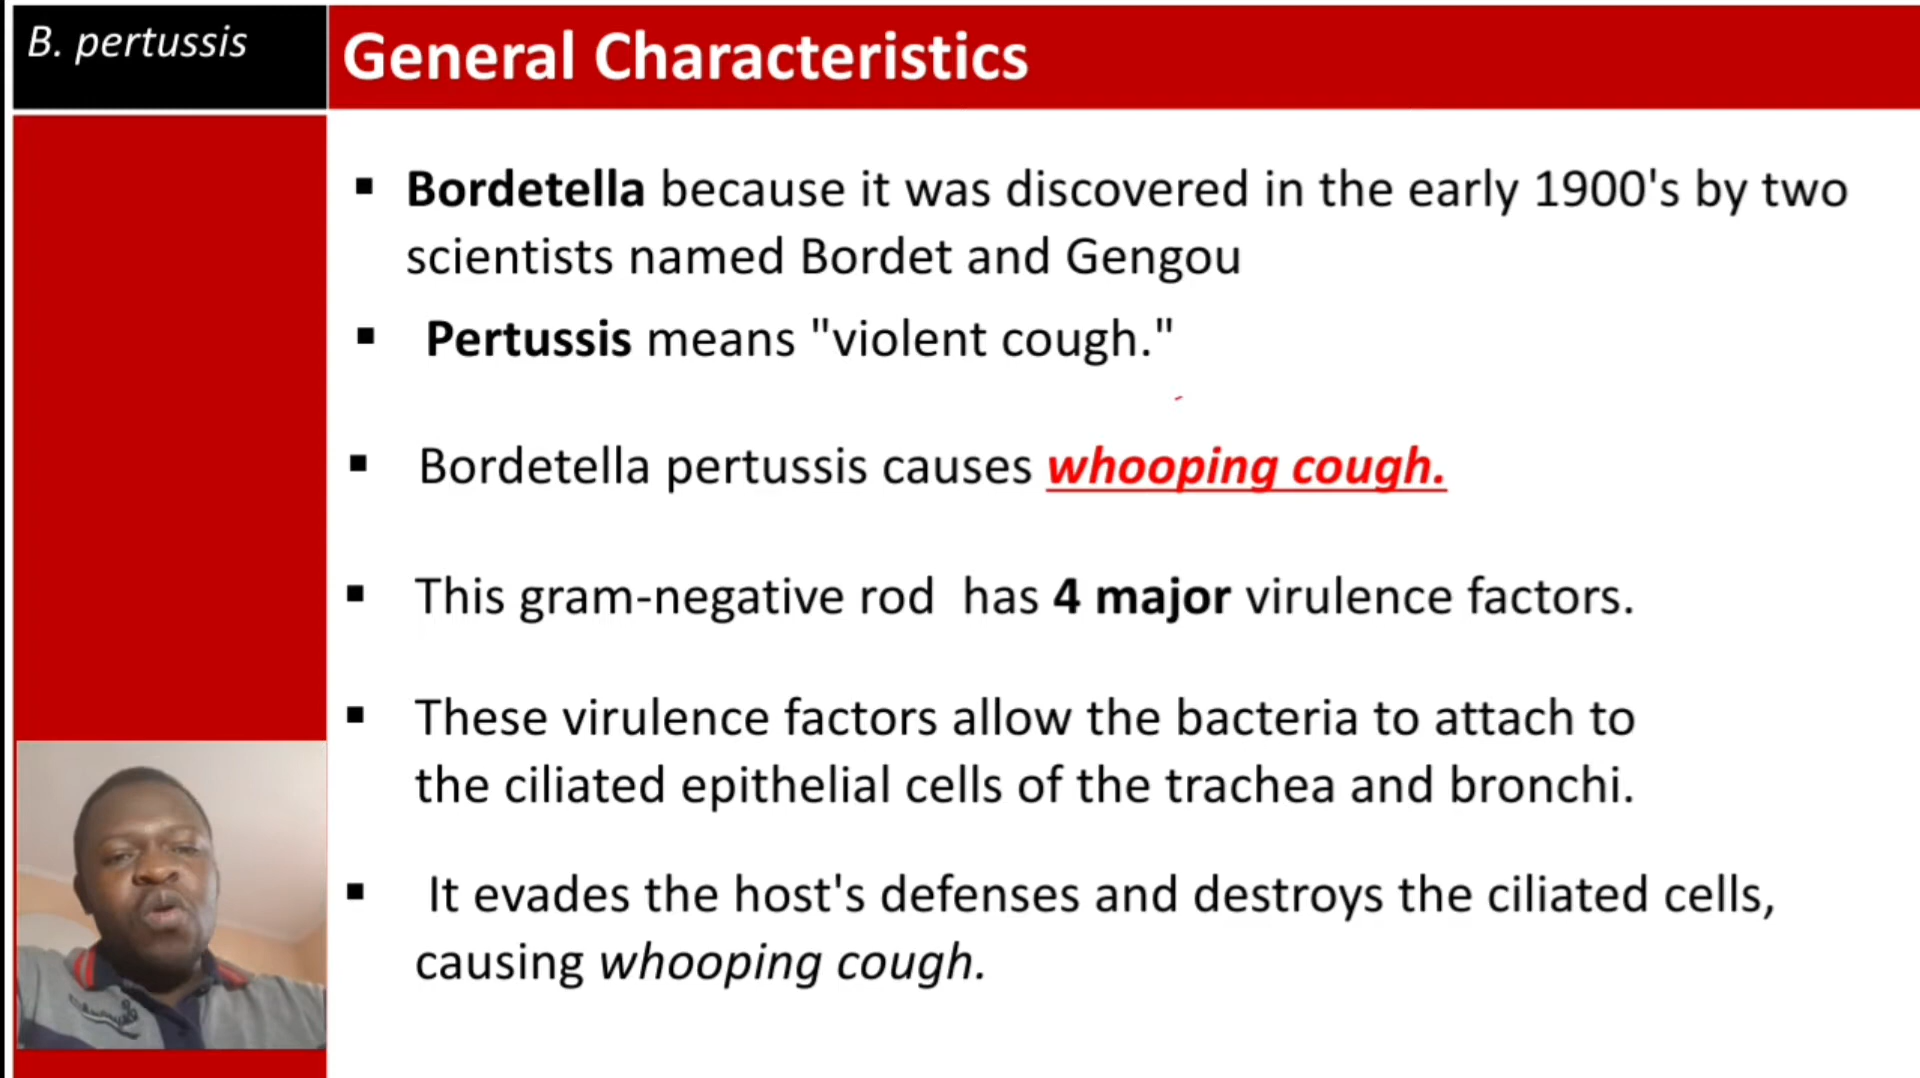 B. pertussis
General Characteristics
▪ Bordetella because it was discovered in the early 1900's by two
scientists named Bordet and Gengou
▪ Pertussis means "violent cough."
▪ Bordetella pertussis causes whooping cough.
▪ This gram-negative rod has 4 major virulence factors.
▪ These virulence factors allow the bacteria to attach to
the ciliated epithelial cells of the trachea and bronchi.
▪ It evades the host's defenses and destroys the ciliated cells,
causing whooping cough.